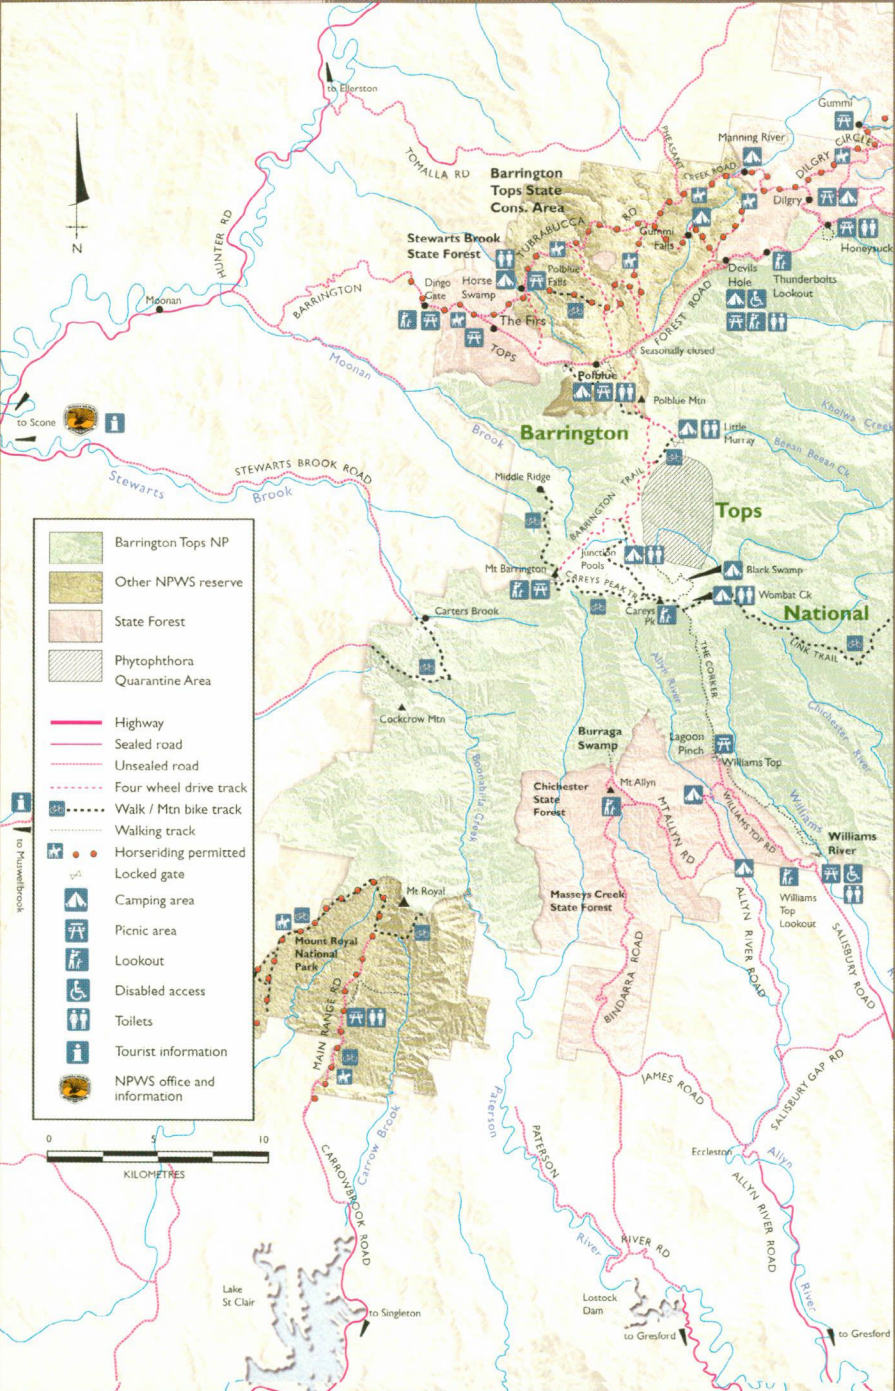 to Ellerston
Gummi
TOMALLA RD
PHEASANT
CREEK ROAD
Manning River
DILGRY CIRCLE
Barrington
Tops State
Cons. Area
Dilgry
HUNTER RD
N
Stewarts Brook
State Forest
TUBRABUCCA
RD
Gummi
Falls
Honeysuck
BARRINGTON
Dingo
Gate
Horse
Swamp
Polblue
Falls
Devils
Hole
Thunderbolts
Lookout
Moonan
The Firs
TOPS
FOREST ROAD
Seasonally closed
Moonan
Brook
Polblue
Polblue Mtn
Kholwa Creek
to Scone
Barrington
Little
Murray
Beean Beean Ck
STEWARTS BROOK ROAD
Stewarts
Brook
Middle Ridge
BARRINGTON TRAIL
Tops
Barrington Tops NP
Other NPWS reserve
State Forest
Phytophthora
Quarantine Area
Highway
Sealed road
Unsealed road
Four wheel drive track
Walk / Mtn bike track
Walking track
Horseriding permitted
Locked gate
Camping area
Picnic area
Lookout
Disabled access
Toilets
Tourist information
NPWS office and
information
Junction
Pools
Mt Barrington
Black Swamp
CAREYS PEAK TR
Wombat Ck
Careys
Pk
National
Carters Brook
LINK TRAIL
THE CORKER
Allyn River
Cockcrow Mtn
Chichester River
Burraga
Swamp
Lagoon
Pinch
Williams Top
Boonabilla Creek
Mt Allyn
Chichester
State
Forest
MT ALLYN RD
WILLIAMS TOP RD
Williams
Williams
River
to Muswelbrook
Mt Royal
Masseys Creek
State Forest
Williams
Top
Lookout
Mount Royal
National
Park
ALLYN RIVER ROAD
SALISBURY ROAD
BINDARRA ROAD
MAIN RANGE RD
JAMES ROAD
SALISBURY GAP RD
Paterson
Carrow Brook
0 5 10
KILOMETRES
PATERSON
Eccleston
Allyn
CARROWBROOK ROAD
ALLYN RIVER ROAD
River
RIVER RD
Lake
St Clair
Lostock
Dam
River
to Singleton
to Gresford
to Gresford